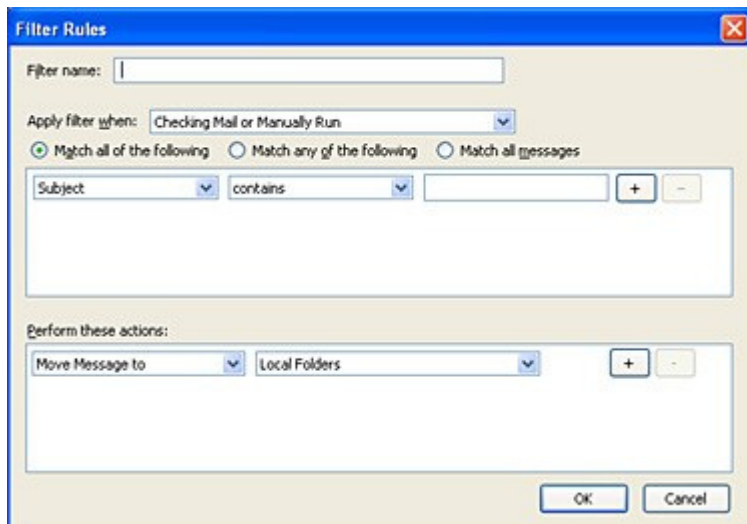 Filter Rules
Filter name:
Apply filter when: Checking Mail or Manually Run
Match all of the following Match any of the following Match all messages
Subject contains + -
Perform these actions:
Move Message to Local Folders + -
OK Cancel